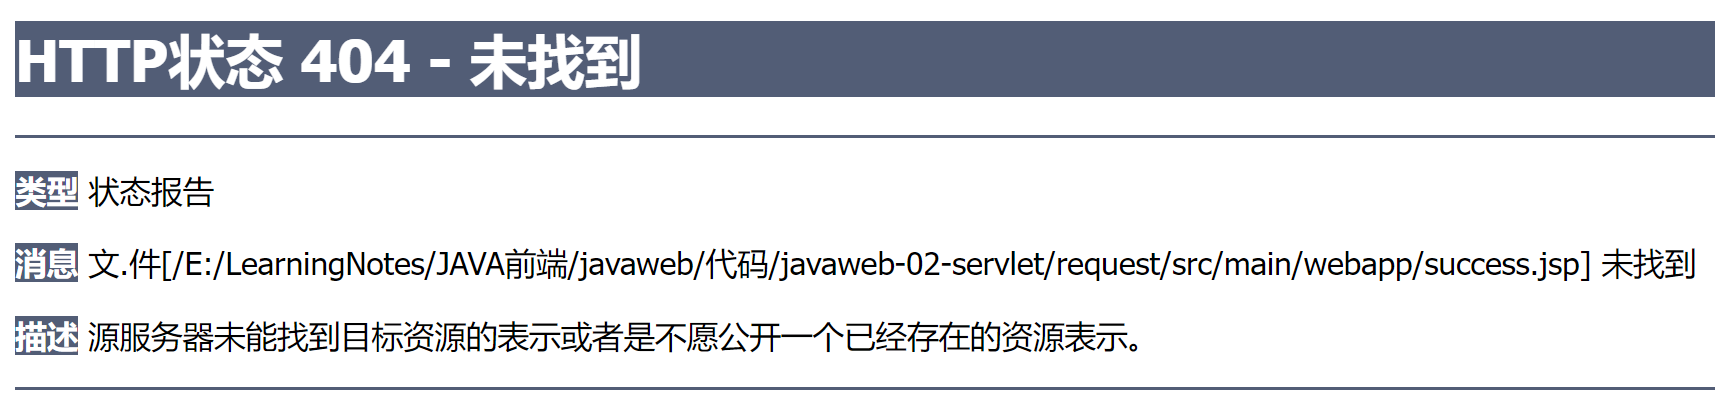 HTTP状态 404 - 未找到
类型 状态报告
消息 文.件[/E:/LearningNotes/JAVA前端/javaweb/代码/javaweb-02-servlet/request/src/main/webapp/success.jsp] 未找到
描述 源服务器未能找到目标资源的表示或者是不愿公开一个已经存在的资源表示。